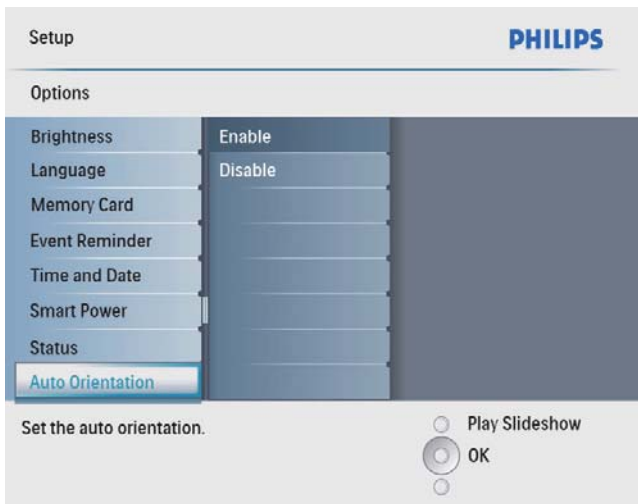 Setup
PHILIPS
Options
Brightness
Enable
Language
Disable
Memory Card
Event Reminder
Time and Date
Smart Power
Status
Auto Orientation
Set the auto orientation.
Play Slideshow
OK